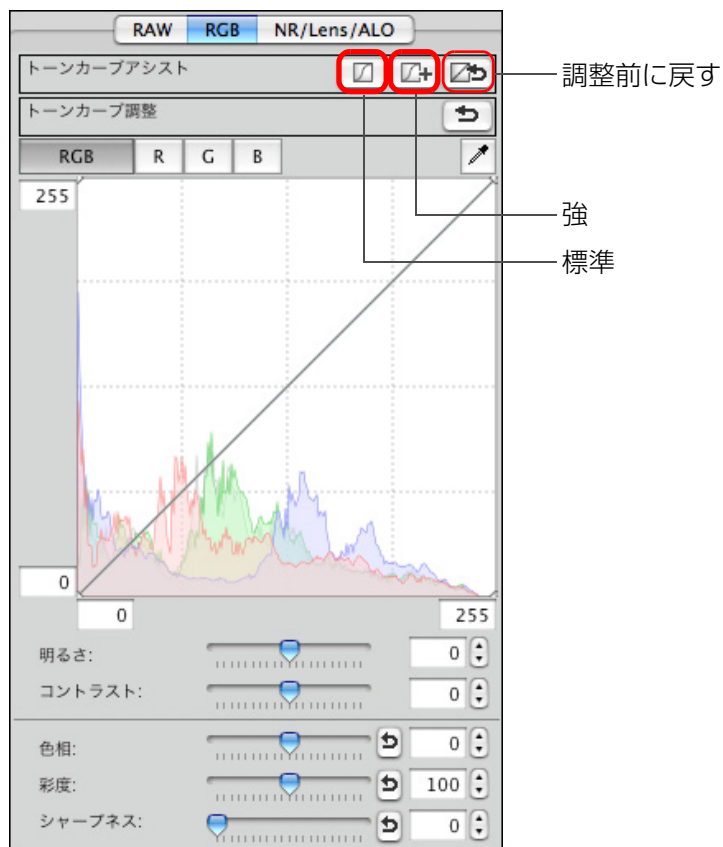 RAW RGB NR/Lens/ALO
トーンカーブアシスト
調整前に戻す
トーンカーブ調整
RGB R G B
255
強
標準
0
0 255
明るさ: 0
コントラスト: 0
色相: 0
彩度: 100
シャープネス: 0